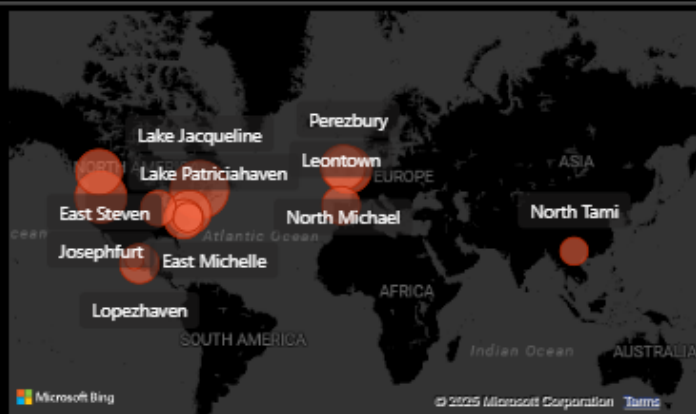 Perezbury
Lake Jacqueline
NORTH AMER
Lake Patriciahaven
Leontown
EUROPE
ASIA
East Steven
North Michael
North Tami
cean
Atlantic Ocean
Josephfurt
East Michelle
AFRICA
Lopezhaven
SOUTH AMERICA
Indian Ocean
AUSTRALIA
Microsoft Bing
© 2025 Microsoft Corporation Terms